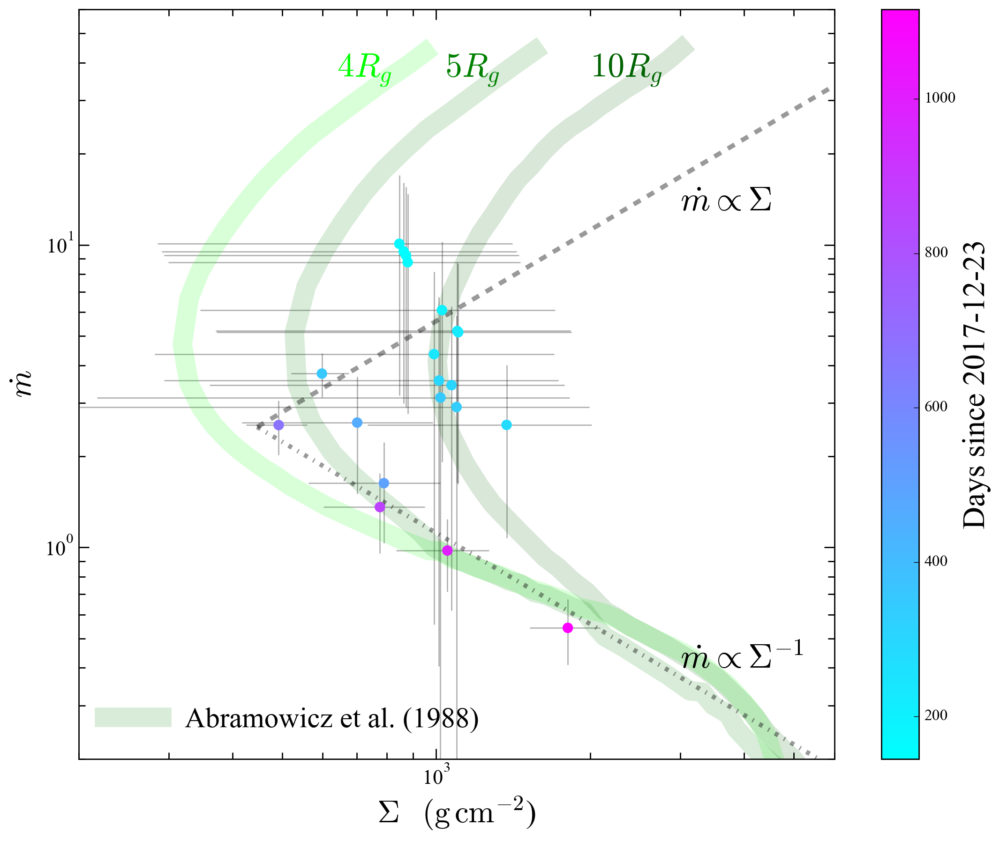 4R_g 5R_g 10R_g
ṁ ∝ Σ
ṁ ∝ Σ^{-1}
Abramowicz et al. (1988)
10^1
10^0
ṁ
10^3
Σ (g cm^{-2})
1000
800
600
400
200
Days since 2017-12-23